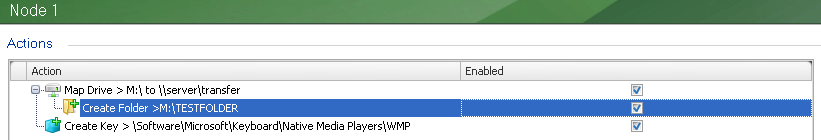 Node 1
Actions
Action Enabled
Map Drive > M:\ to \\server\transfer
Create Folder >M:\TESTFOLDER
Create Key > \Software\Microsoft\Keyboard\Native Media Players\WMP